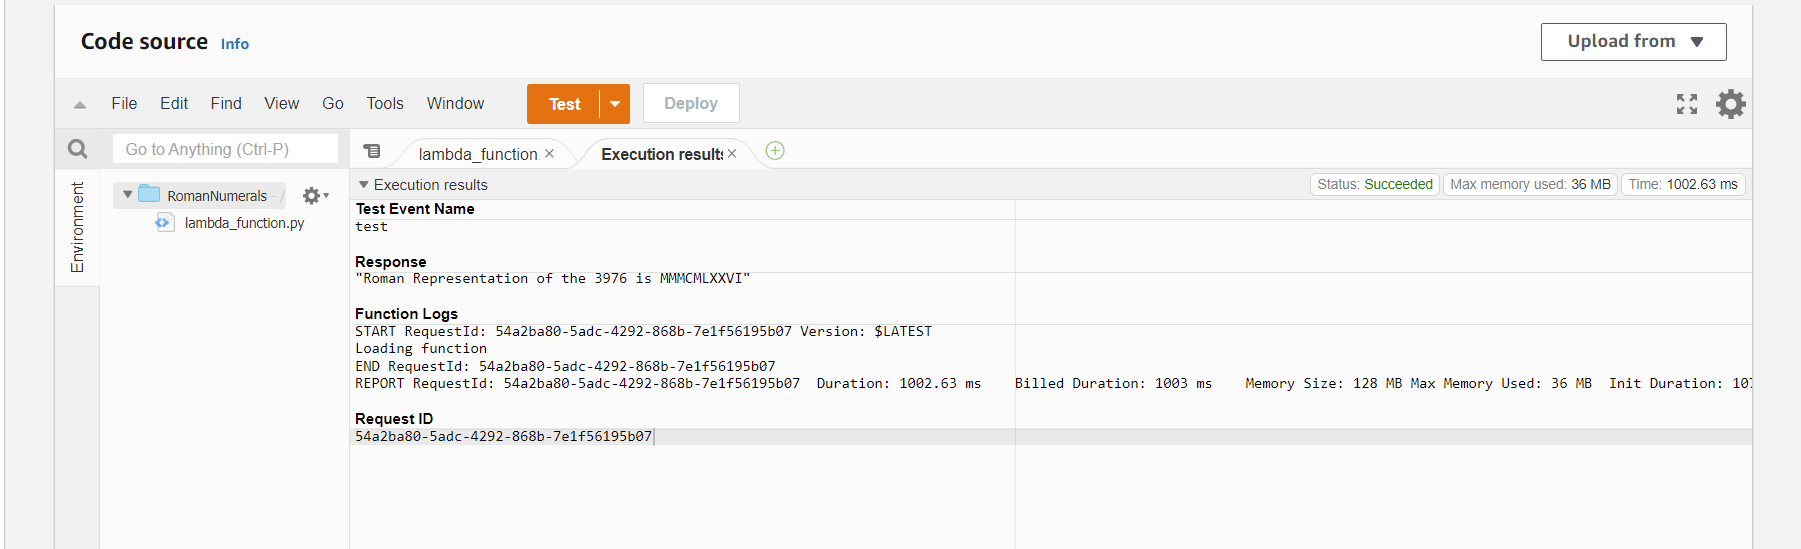 Code source Info
Upload from
File Edit Find View Go Tools Window Test Deploy
Go to Anything (Ctrl-P)
lambda_function.
Execution results
Environment
RomanNumerals - /
lambda_function.py
Execution results
Status: Succeeded Max memory used: 36 MB Time: 1002.63 ms
Test Event Name
test
Response
"Roman Representation of the 3976 is MMMCMLXXVI"
Function Logs
START RequestId: 54a2ba80-5adc-4292-868b-7e1f56195b07 Version: $LATEST
Loading function
END RequestId: 54a2ba80-5adc-4292-868b-7e1f56195b07
REPORT RequestId: 54a2ba80-5adc-4292-868b-7e1f56195b07 Duration: 1002.63 ms Billed Duration: 1003 ms Memory Size: 128 MB Max Memory Used: 36 MB Init Duration: 107
Request ID
54a2ba80-5adc-4292-868b-7e1f56195b07